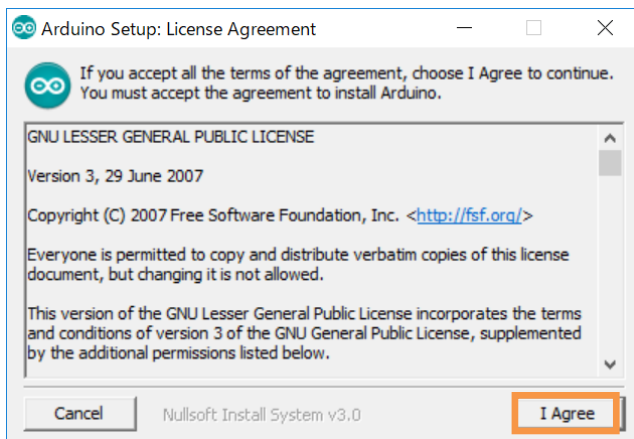 Arduino Setup: License Agreement
If you accept all the terms of the agreement, choose I Agree to continue.
You must accept the agreement to install Arduino.
GNU LESSER GENERAL PUBLIC LICENSE
Version 3, 29 June 2007
Copyright (C) 2007 Free Software Foundation, Inc. <http://fsf.org/>
Everyone is permitted to copy and distribute verbatim copies of this license
document, but changing it is not allowed.
This version of the GNU Lesser General Public License incorporates the terms
and conditions of version 3 of the GNU General Public License, supplemented
by the additional permissions listed below.
Cancel Nullsoft Install System v3.0 I Agree